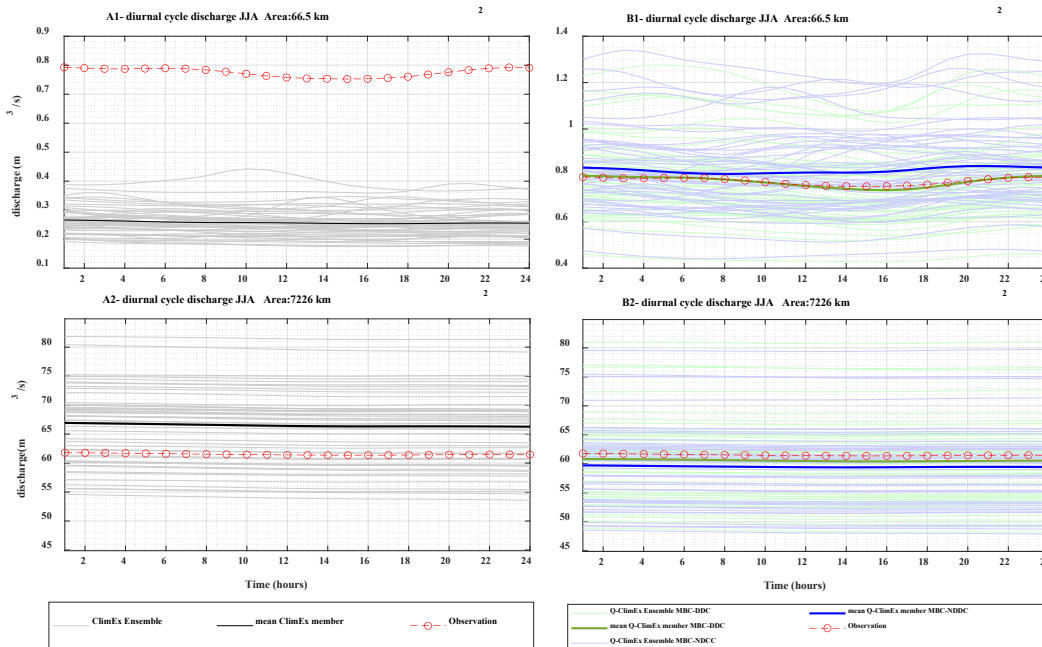 A1- diurnal cycle discharge JJA Area:66.5 km 2
0.9
0.8
0.7
0.6
0.5
0.4
0.3
0.2
0.1
discharge (m 3 /s)
2 4 6 8 10 12 14 16 18 20 22 24
B1- diurnal cycle discharge JJA Area:66.5 km 2
1.4
1.2
1
0.8
0.6
0.4
2 4 6 8 10 12 14 16 18 20 22 24
A2- diurnal cycle discharge JJA Area:7226 km 2
80
75
70
65
60
55
50
45
discharge(m 3 /s)
2 4 6 8 10 12 14 16 18 20 22 24
Time (hours)
B2- diurnal cycle discharge JJA Area:7226 km 2
80
75
70
65
60
55
50
45
2 4 6 8 10 12 14 16 18 20 22 2
Time (hours)
ClimEx Ensemble mean ClimEx member Observation
Q-ClimEx Ensemble MBC-DDC mean Q-ClimEx member MBC-NDDC
mean Q-ClimEx member MBC-DDC Observation
Q-ClimEx Ensemble MBC-NDCC